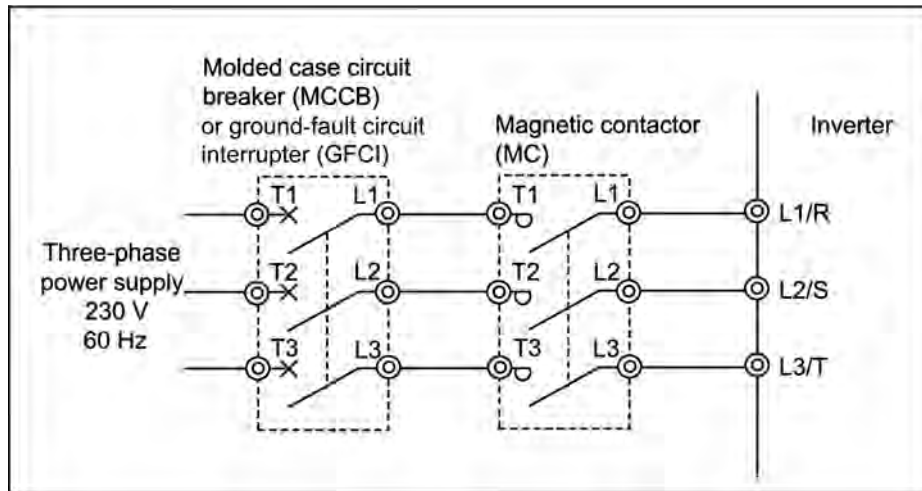 Molded case circuit
breaker (MCCB)
or ground-fault circuit
interrupter (GFCI)
Magnetic contactor
(MC)
Inverter
T1 L1 T1 L1 L1/R
T2 L2 T2 L2 L2/S
T3 L3 T3 L3 L3/T
Three-phase
power supply
230 V
60 Hz